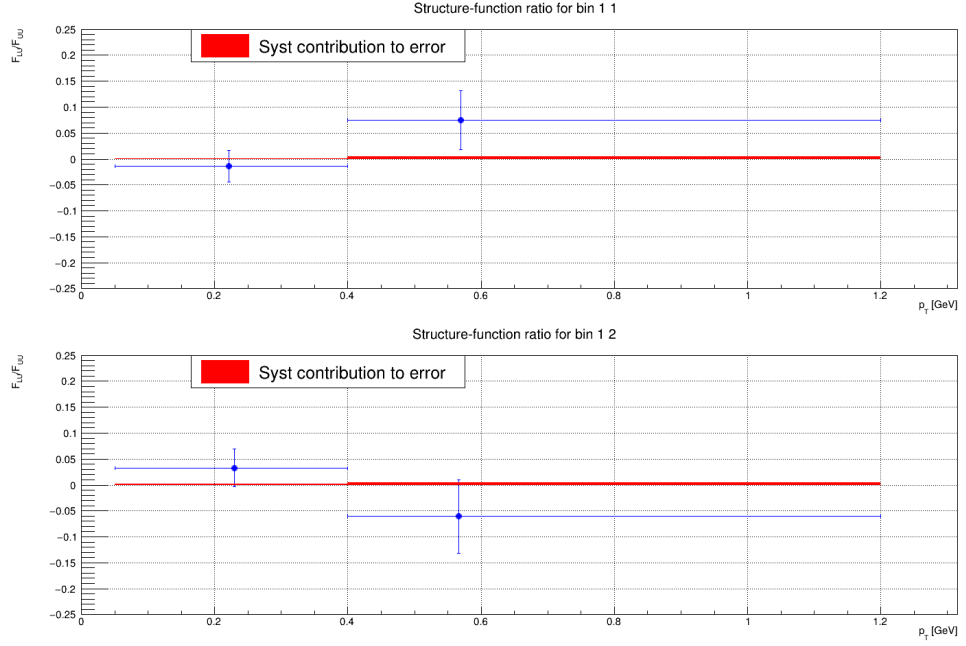 Structure-function ratio for bin 1 1
F_LU/F_UU
Syst contribution to error
0.25
0.2
0.15
0.1
0.05
0
−0.05
−0.1
−0.15
−0.2
−0.25
0 0.2 0.4 0.6 0.8 1 1.2
p_T [GeV]
Structure-function ratio for bin 1 2
F_LU/F_UU
Syst contribution to error
0.25
0.2
0.15
0.1
0.05
0
−0.05
−0.1
−0.15
−0.2
−0.25
0 0.2 0.4 0.6 0.8 1 1.2
p_T [GeV]